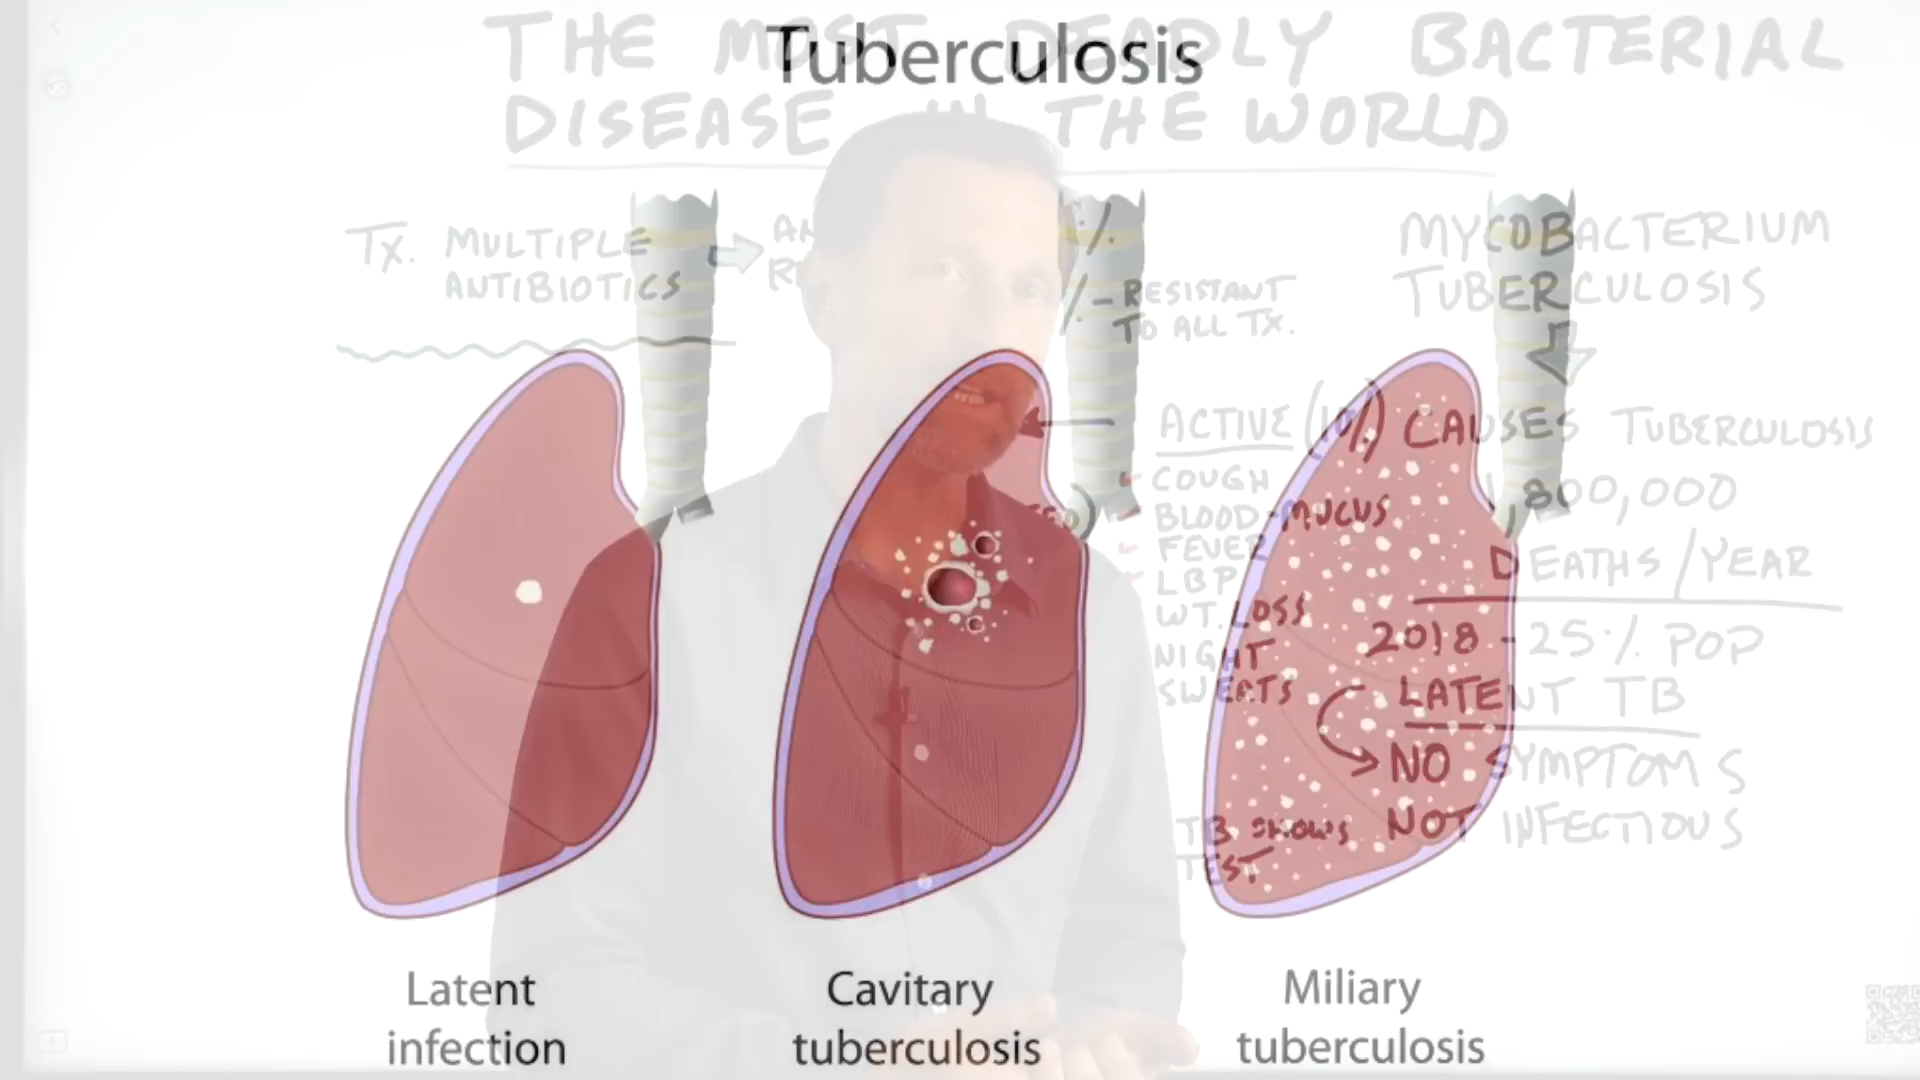 THE MOST DEADLY BACTERIAL
DISEASE IN THE WORLD
Tuberculosis
Tx. MULTIPLE
ANTIBIOTICS
%
% - RESISTANT
TO ALL TX.
MYCOBACTERIUM
TUBERCULOSIS
CAUSES TUBERCULOSIS
1,800,000
DEATHS/YEAR
2018 - 25% POP
LATENT TB
NO SYMPTOMS
NOT INFECTIOUS
ACTIVE (10%)
COUGH
BLOOD-MUCUS
FEVER
LBP
WT. LOSS
NIGHT
SWEATS
TB SHOWS
TEST
Latent
infection
Cavitary
tuberculosis
Miliary
tuberculosis